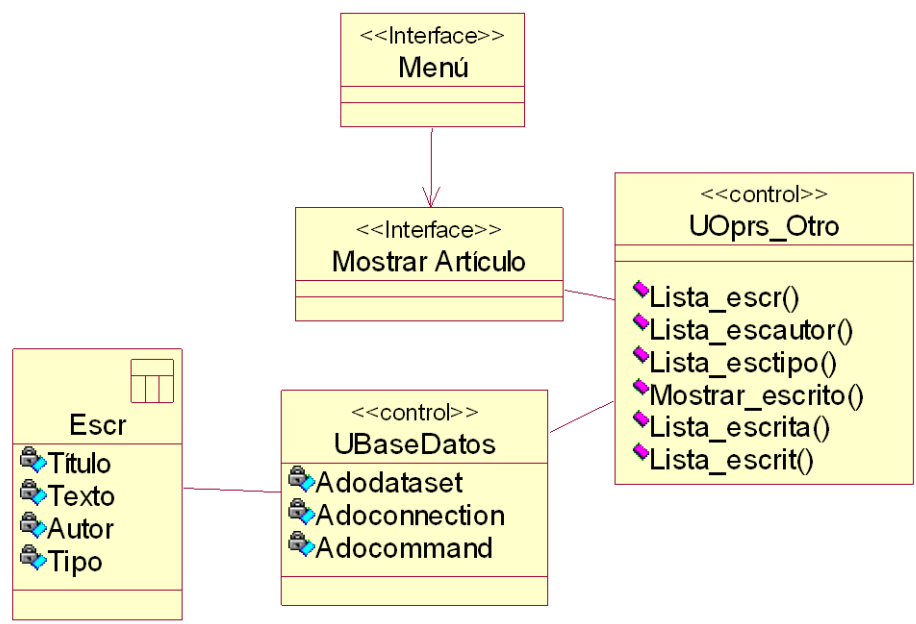 <<Interface>>
Menú
<<Interface>>
Mostrar Artículo
<<control>>
UOprs_Otro
Lista_escr()
Lista_escautor()
Lista_esctipo()
Mostrar_escrito()
Lista_escrita()
Lista_escrit()
Escr
Título
Texto
Autor
Tipo
<<control>>
UBaseDatos
Adodataset
Adoconnection
Adocommand